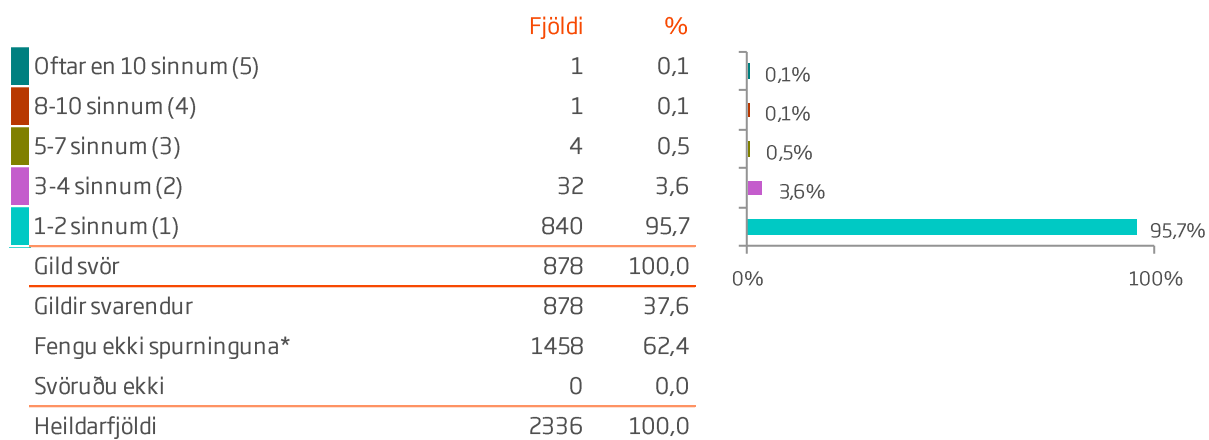 Fjöldi %
Oftar en 10 sinnum (5) 1 0,1 0,1%
8-10 sinnum (4) 1 0,1 0,1%
5-7 sinnum (3) 4 0,5 0,5%
3-4 sinnum (2) 32 3,6 3,6%
1-2 sinnum (1) 840 95,7 95,7%
Gild svör 878 100,0 0% 100%
Gildir svarendur 878 37,6
Fengu ekki spurninguna* 1458 62,4
Svöruðu ekki 0 0,0
Heildarfjöldi 2336 100,0